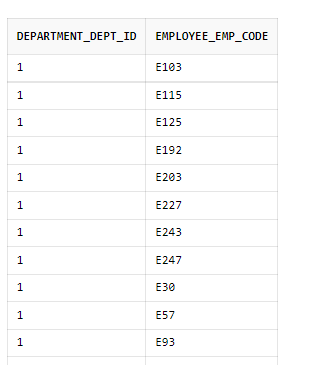 DEPARTMENT_DEPT_ID EMPLOYEE_EMP_CODE
1 E103
1 E115
1 E125
1 E192
1 E203
1 E227
1 E243
1 E247
1 E30
1 E57
1 E93